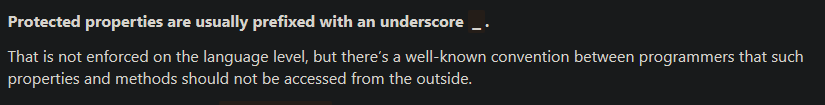 Protected properties are usually prefixed with an underscore _.
That is not enforced on the language level, but there’s a well-known convention between programmers that such
properties and methods should not be accessed from the outside.